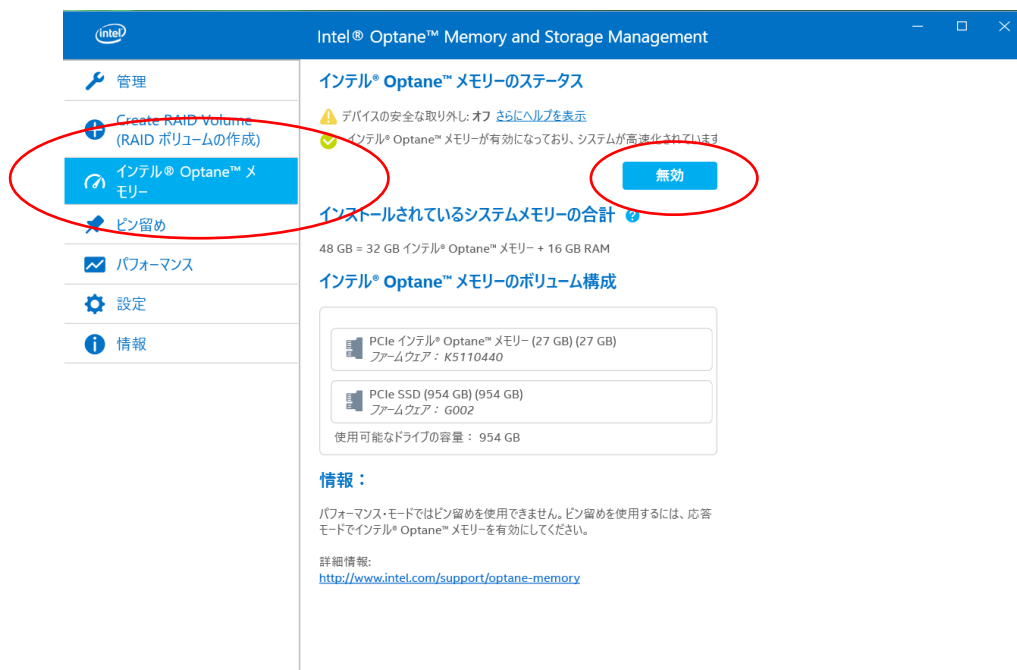 intel
Intel® Optane™ Memory and Storage Management
管理
Create RAID Volume
(RAID ボリュームの作成)
インテル® Optane™ メ
モリー
ピン留め
パフォーマンス
設定
情報
インテル® Optane™ メモリーのステータス
デバイスの安全な取り外し: オフ さらにヘルプを表示
インテル® Optane™ メモリーが有効になっており、システムが高速化されています
無効
インストールされているシステムメモリーの合計 ?
48 GB = 32 GB インテル® Optane™ メモリー + 16 GB RAM
インテル® Optane™ メモリーのボリューム構成
PCIe インテル® Optane™ メモリー (27 GB) (27 GB)
ファームウェア： K5110440
PCIe SSD (954 GB) (954 GB)
ファームウェア： G002
使用可能なドライブの容量： 954 GB
情報：
パフォーマンス・モードではピン留めを使用できません。ピン留めを使用するには、応答
モードでインテル® Optane™ メモリーを有効にしてください。
詳細情報:
http://www.intel.com/support/optane-memory